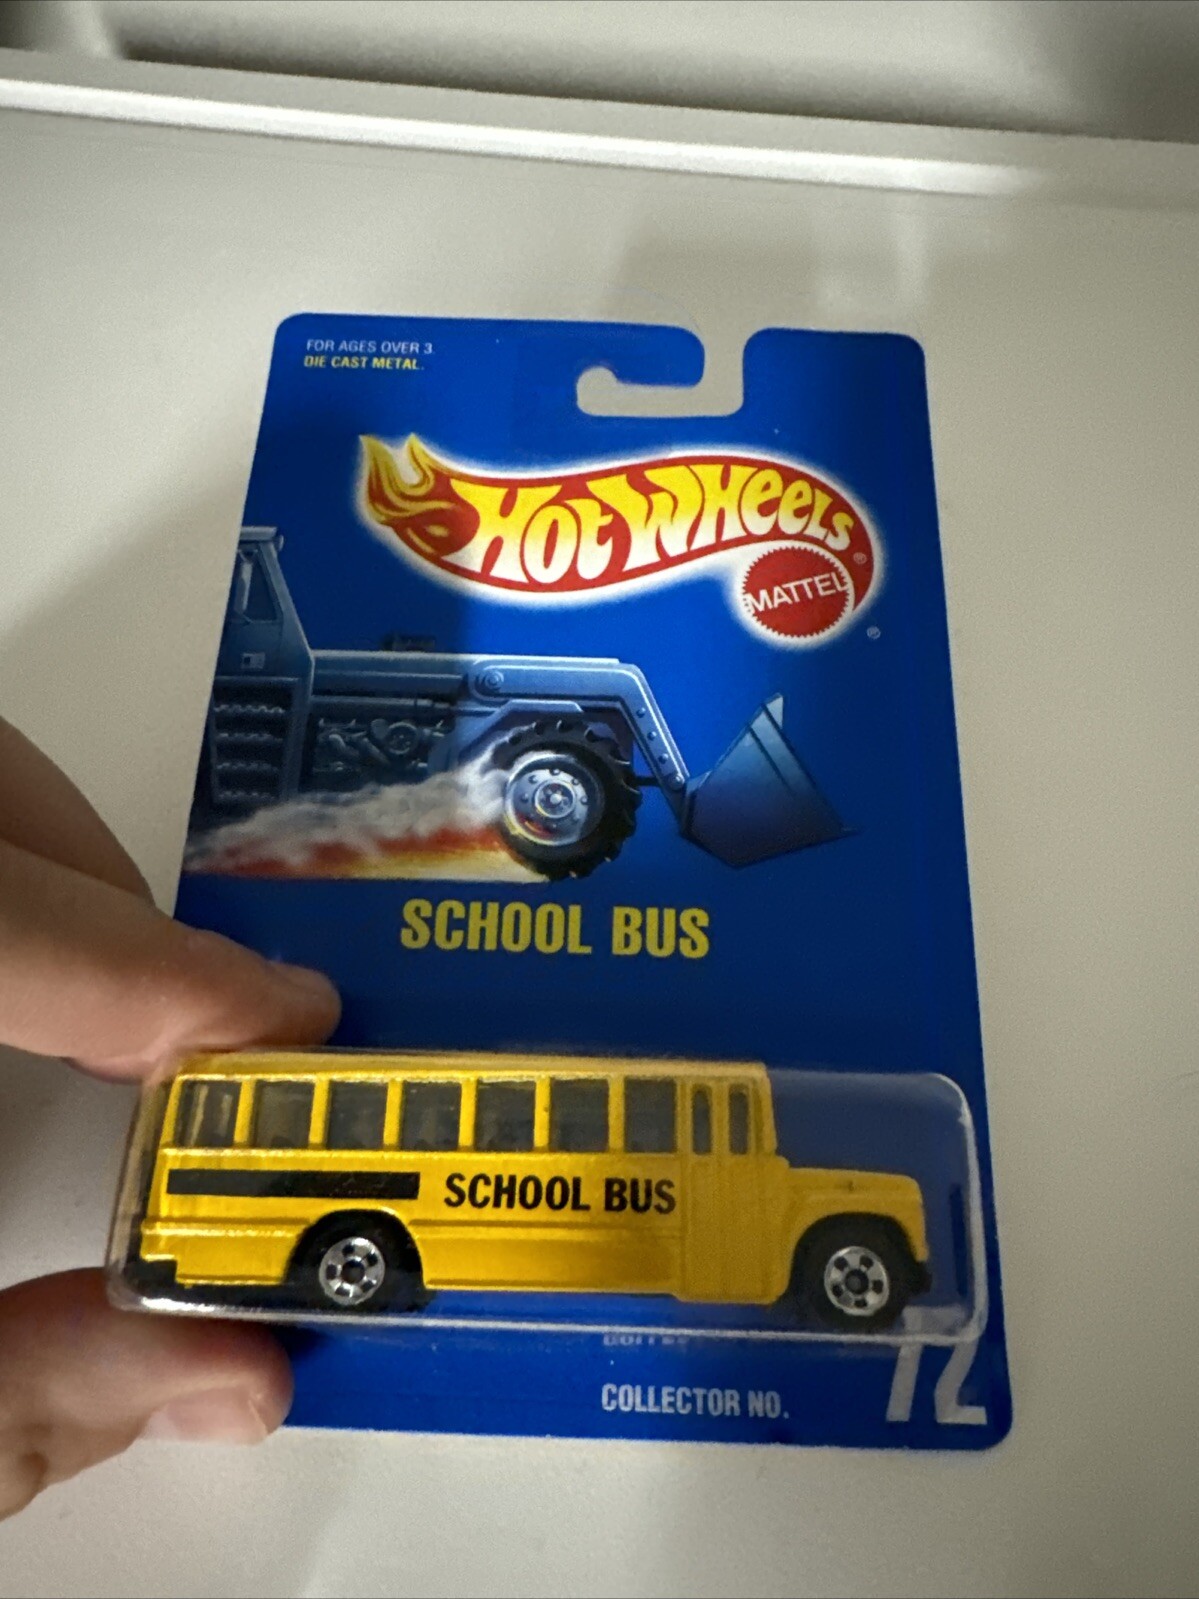 FOR AGES OVER 3.
DIE CAST METAL.
HOT WHEELS ®
MATTEL
®
SCHOOL BUS
SCHOOL BUS
COLLECTOR NO.
72